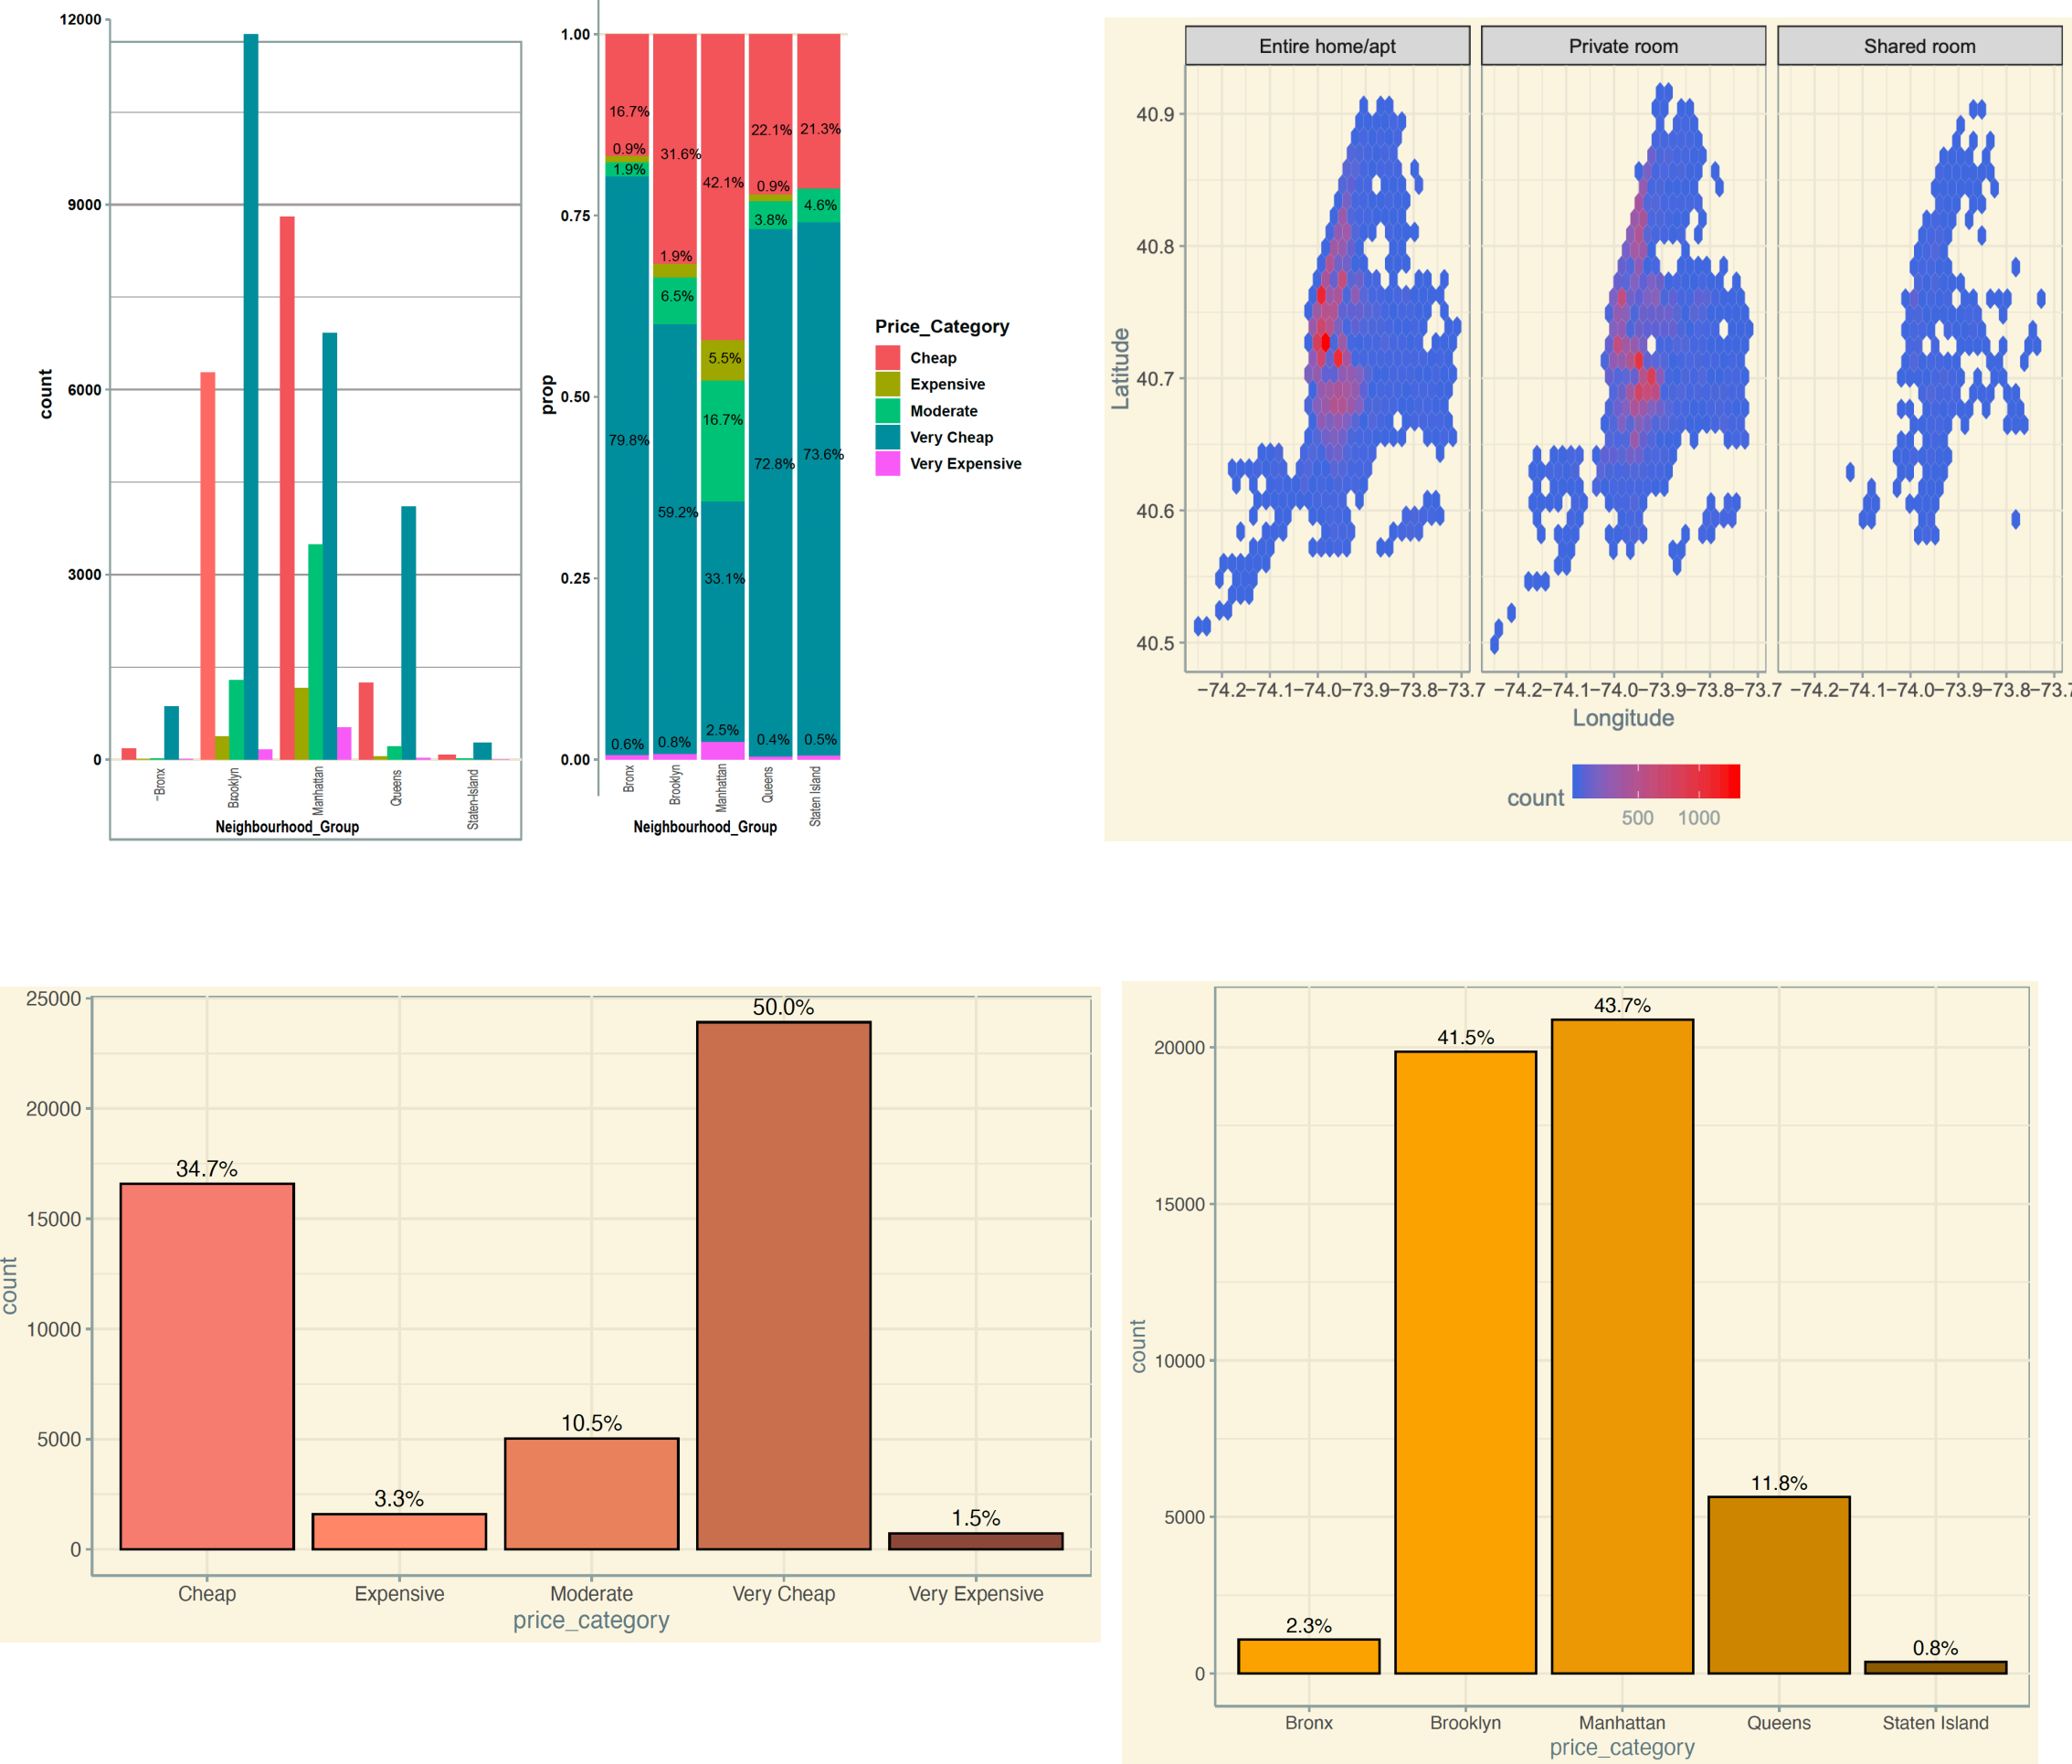 12000
9000
6000
3000
0
count
–Bronx
Brooklyn
Manhattan
Queens
Staten-Island
Neighbourhood_Group
1.00
0.75
0.50
0.25
0.00
prop
16.7%
0.9%
1.9%
79.8%
0.6%
31.6%
1.9%
6.5%
59.2%
0.8%
42.1%
5.5%
16.7%
33.1%
2.5%
22.1%
0.9%
3.8%
72.8%
0.4%
21.3%
4.6%
73.6%
0.5%
Bronx
Brooklyn
Manhattan
Queens
Staten Island
Neighbourhood_Group
Price_Category
Cheap
Expensive
Moderate
Very Cheap
Very Expensive
Entire home/apt
Private room
Shared room
40.9
40.8
40.7
40.6
40.5
Latitude
−74.2−74.1−74.0−73.9−73.8−73.7
−74.2−74.1−74.0−73.9−73.8−73.7
−74.2−74.1−74.0−73.9−73.8−73.7
Longitude
count
500 1000
25000
20000
15000
10000
5000
0
count
34.7%
3.3%
10.5%
50.0%
1.5%
Cheap Expensive Moderate Very Cheap Very Expensive
price_category
20000
15000
10000
5000
0
count
2.3%
41.5%
43.7%
11.8%
0.8%
Bronx Brooklyn Manhattan Queens Staten Island
price_category